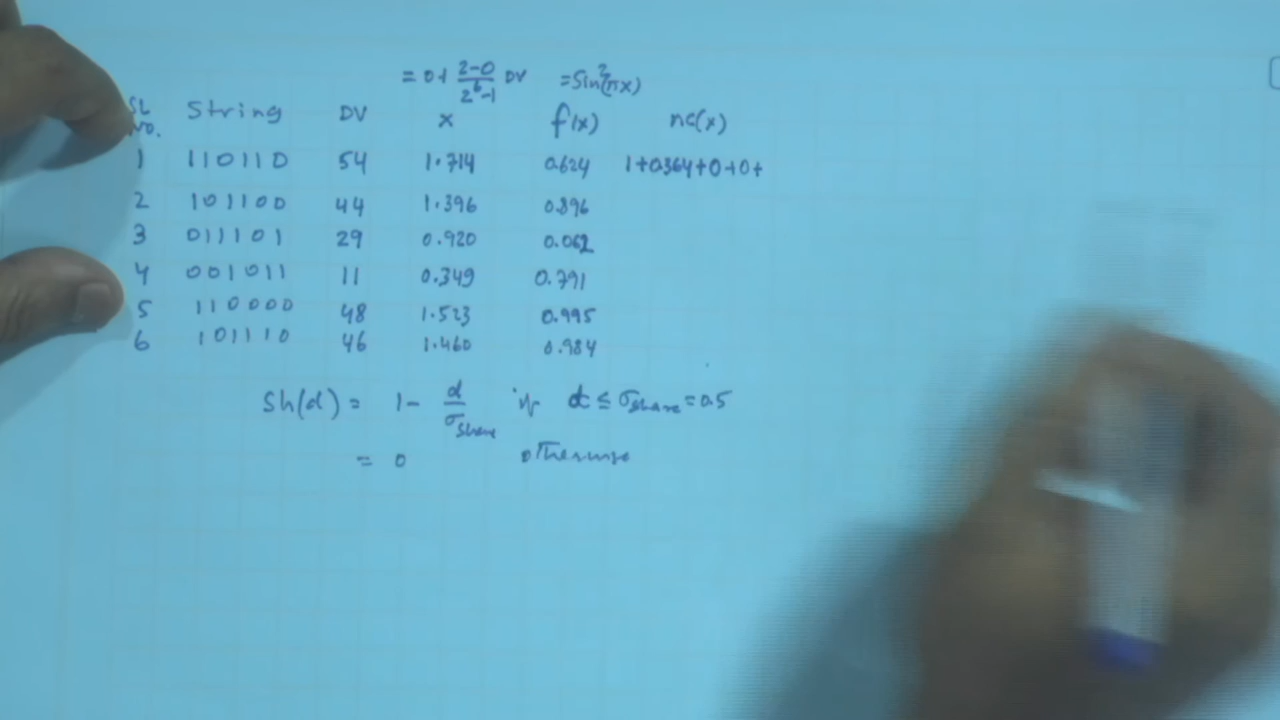 = 0+ (2-0)/(2^6-1) DV = Sin²(πx)
SL NO. String DV x f(x) nc(x)
1 110110 54 1.714 0.624 1+0.364+0+0+
2 101100 44 1.396 0.896
3 011101 29 0.920 0.062
4 001011 11 0.349 0.791
5 110000 48 1.523 0.995
6 101110 46 1.460 0.984
Sh(d) = 1- d/σshare if d ≤ σshare = 0.5
= 0 otherwise